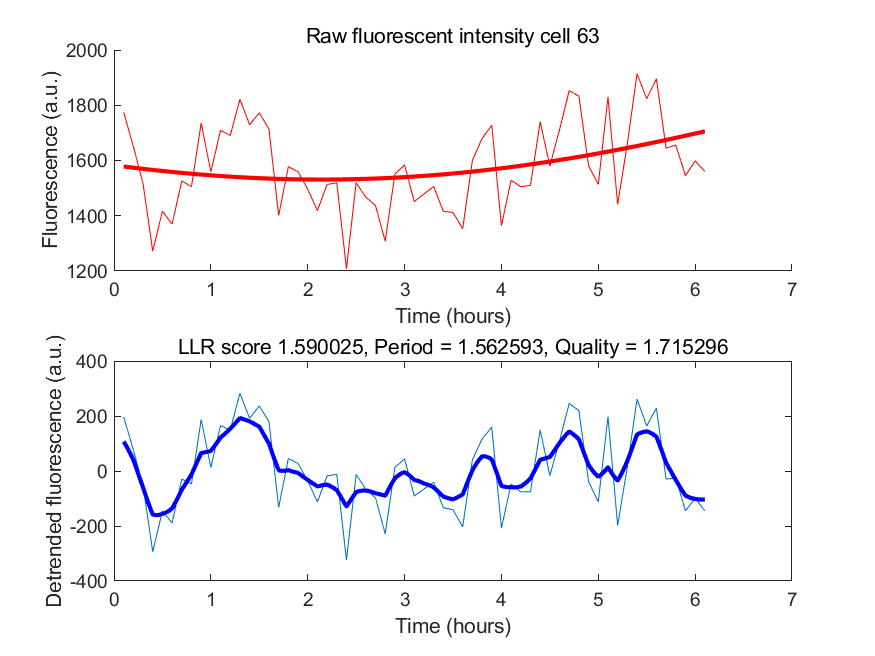 Raw fluorescent intensity cell 63
2000
1800
1600
1400
1200
Fluorescence (a.u.)
0 1 2 3 4 5 6 7
Time (hours)
LLR score 1.590025, Period = 1.562593, Quality = 1.715296
400
200
0
-200
-400
Detrended fluorescence (a.u.)
0 1 2 3 4 5 6 7
Time (hours)